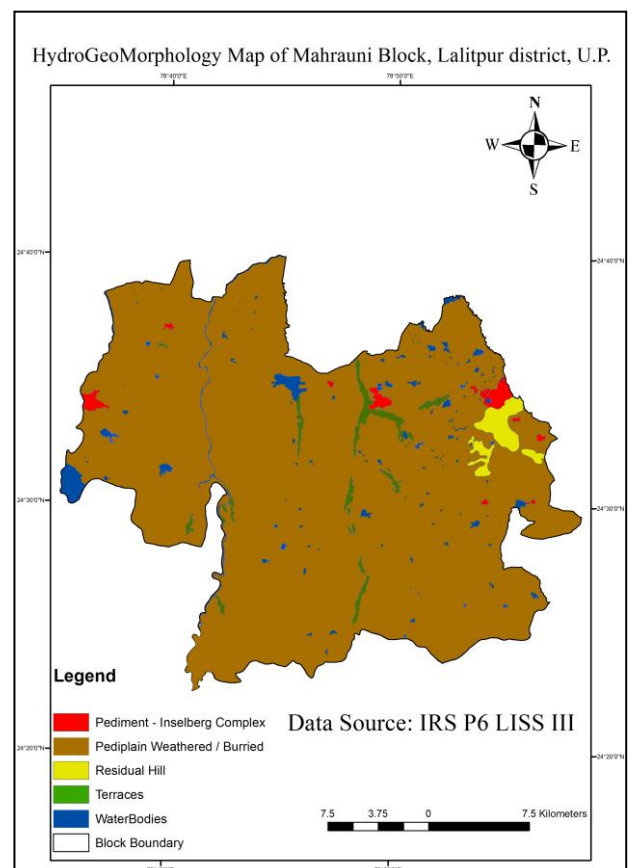 HydroGeoMorphology Map of Mahrauni Block, Lalitpur district, U.P.
78°40'0"E 78°50'0"E
N
W E
S
24°40'0"N 24°40'0"N
24°30'0"N 24°30'0"N
Legend
Pediment - Inselberg Complex
Data Source: IRS P6 LISS III
Pediplain Weathered / Burried
24°20'0"N 24°20'0"N
Residual Hill
Terraces
WaterBodies
7.5 3.75 0 7.5 Kilometers
Block Boundary